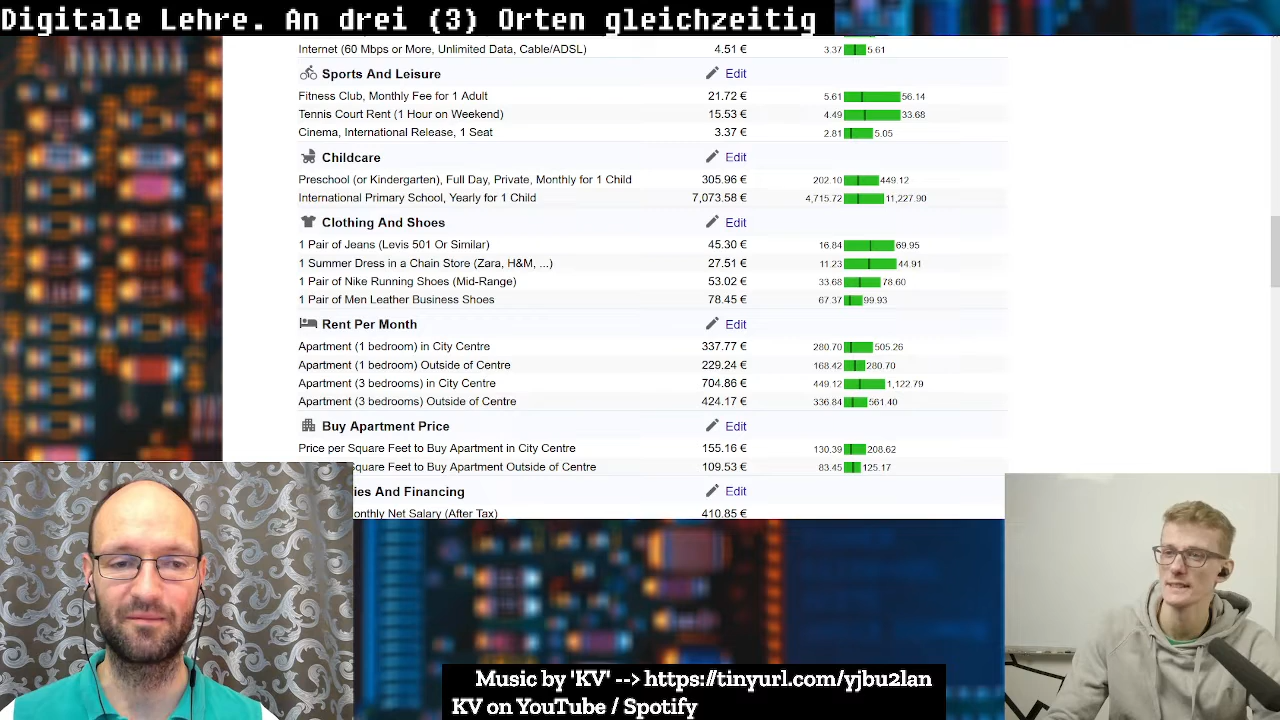 Digitale Lehre. An drei (3) Orten gleichzeitig
Internet (60 Mbps or More, Unlimited Data, Cable/ADSL) 4.51 € 3.37 5.61
Sports And Leisure Edit
Fitness Club, Monthly Fee for 1 Adult 21.72 € 5.61 56.14
Tennis Court Rent (1 Hour on Weekend) 15.53 € 4.49 33.68
Cinema, International Release, 1 Seat 3.37 € 2.81 5.05
Childcare Edit
Preschool (or Kindergarten), Full Day, Private, Monthly for 1 Child 305.96 € 202.10 449.12
International Primary School, Yearly for 1 Child 7,073.58 € 4,715.72 11,227.90
Clothing And Shoes Edit
1 Pair of Jeans (Levis 501 Or Similar) 45.30 € 16.84 69.95
1 Summer Dress in a Chain Store (Zara, H&M, ...) 27.51 € 11.23 44.91
1 Pair of Nike Running Shoes (Mid-Range) 53.02 € 33.68 78.60
1 Pair of Men Leather Business Shoes 78.45 € 67.37 99.93
Rent Per Month Edit
Apartment (1 bedroom) in City Centre 337.77 € 280.70 505.26
Apartment (1 bedroom) Outside of Centre 229.24 € 168.42 280.70
Apartment (3 bedrooms) in City Centre 704.86 € 449.12 1,122.79
Apartment (3 bedrooms) Outside of Centre 424.17 € 336.84 561.40
Buy Apartment Price Edit
Price per Square Feet to Buy Apartment in City Centre 155.16 € 130.39 208.62
Square Feet to Buy Apartment Outside of Centre 109.53 € 83.45 125.17
ies And Financing Edit
onthly Net Salary (After Tax) 410.85 €
Music by 'KV' --> https://tinyurl.com/yjbu2lan
KV on YouTube / Spotify